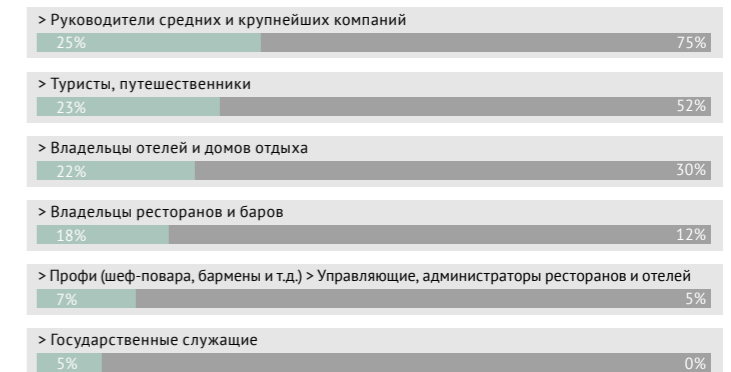 > Руководители средних и крупнейших компаний
25% 75%
> Туристы, путешественники
23% 52%
> Владельцы отелей и домов отдыха
22% 30%
> Владельцы ресторанов и баров
18% 12%
> Профи (шеф-повара, бармены и т.д.) > Управляющие, администраторы ресторанов и отелей
7% 5%
> Государственные служащие
5% 0%